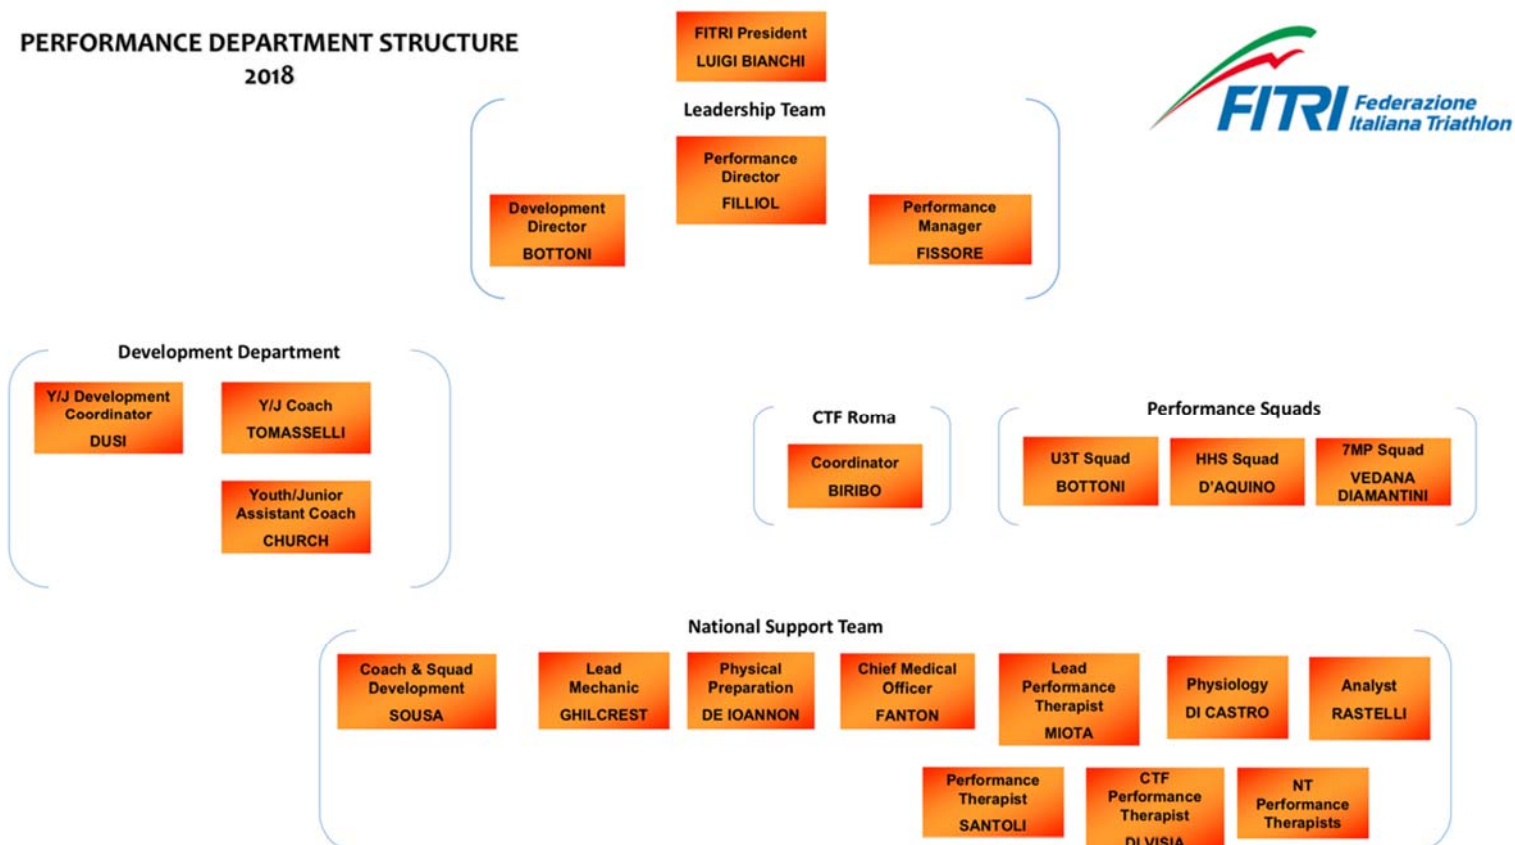 PERFORMANCE DEPARTMENT STRUCTURE
2018
FITRI President
LUIGI BIANCHI
FITRI Federazione
Italiana Triathlon
Leadership Team
Performance
Director
FILLIOL
Development
Director
BOTTONI
Performance
Manager
FISSORE
Development Department
Y/J Development
Coordinator
DUSI
Y/J Coach
TOMASSELLI
Youth/Junior
Assistant Coach
CHURCH
CTF Roma
Coordinator
BIRIBO
Performance Squads
U3T Squad
BOTTONI
HHS Squad
D'AQUINO
7MP Squad
VEDANA
DIAMANTINI
National Support Team
Coach & Squad
Development
SOUSA
Lead
Mechanic
GHILCREST
Physical
Preparation
DE IOANNON
Chief Medical
Officer
FANTON
Lead
Performance
Therapist
MIOTA
Physiology
DI CASTRO
Analyst
RASTELLI
Performance
Therapist
SANTOLI
CTF
Performance
Therapist
DI VISIA
NT
Performance
Therapists